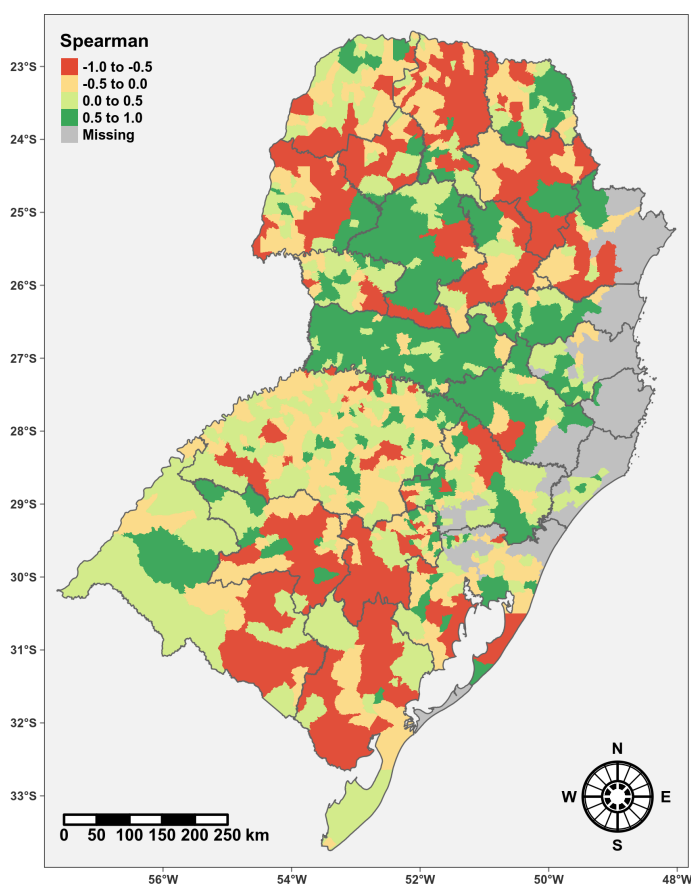 Spearman
-1.0 to -0.5
-0.5 to 0.0
0.0 to 0.5
0.5 to 1.0
Missing
23°S
24°S
25°S
26°S
27°S
28°S
29°S
30°S
31°S
32°S
33°S
N
W E
S
0 50 100 150 200 250 km
56°W 54°W 52°W 50°W 48°W